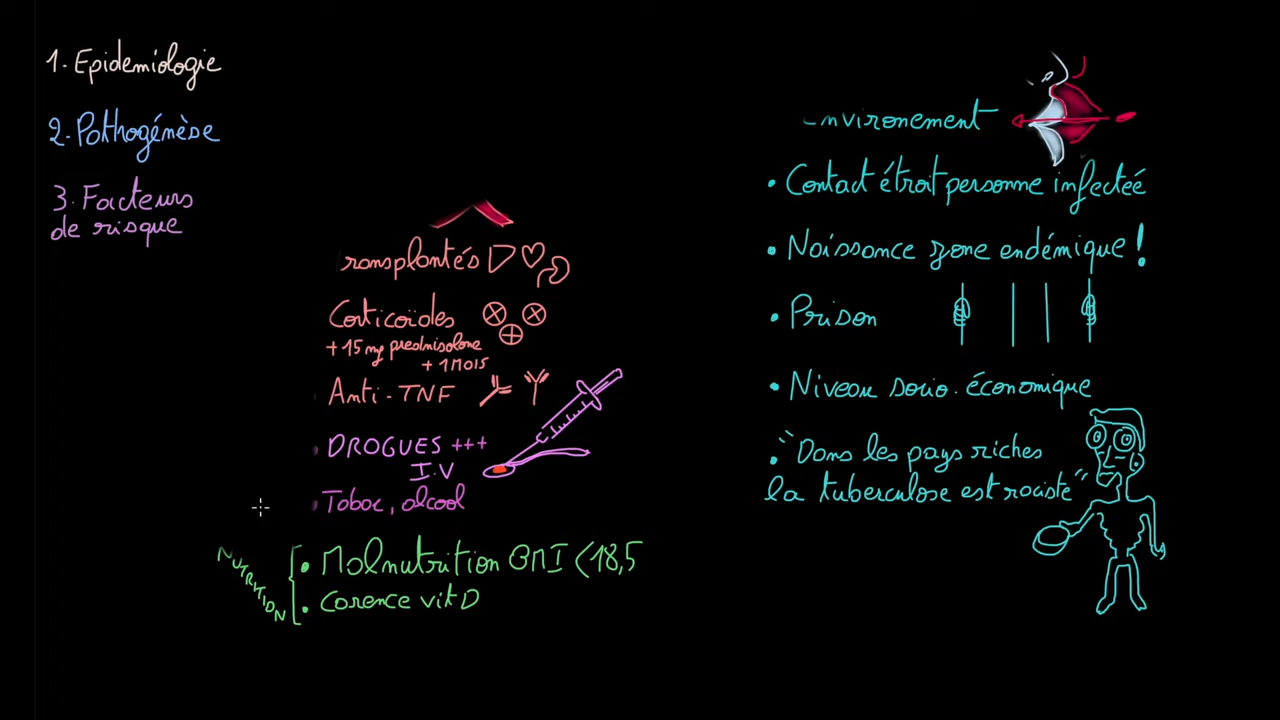 1. Epidemiologie
2. Pathogénèse
3. Facteurs
de risque
ransplantés
Corticoïdes
+15 mg prednisolone
+ 1 MOIS
Anti-TNF
DROGUES +++
I.V
Tabac, alcool
NUTRITION
• Malnutrition BMI <18,5
• Carence vit D
nvironement
• Contact étroit personne infecteé
• Naissance zone endémique !
• Prison
• Niveau socio-économique
• "Dans les pays riches
la tuberculose est raciste"